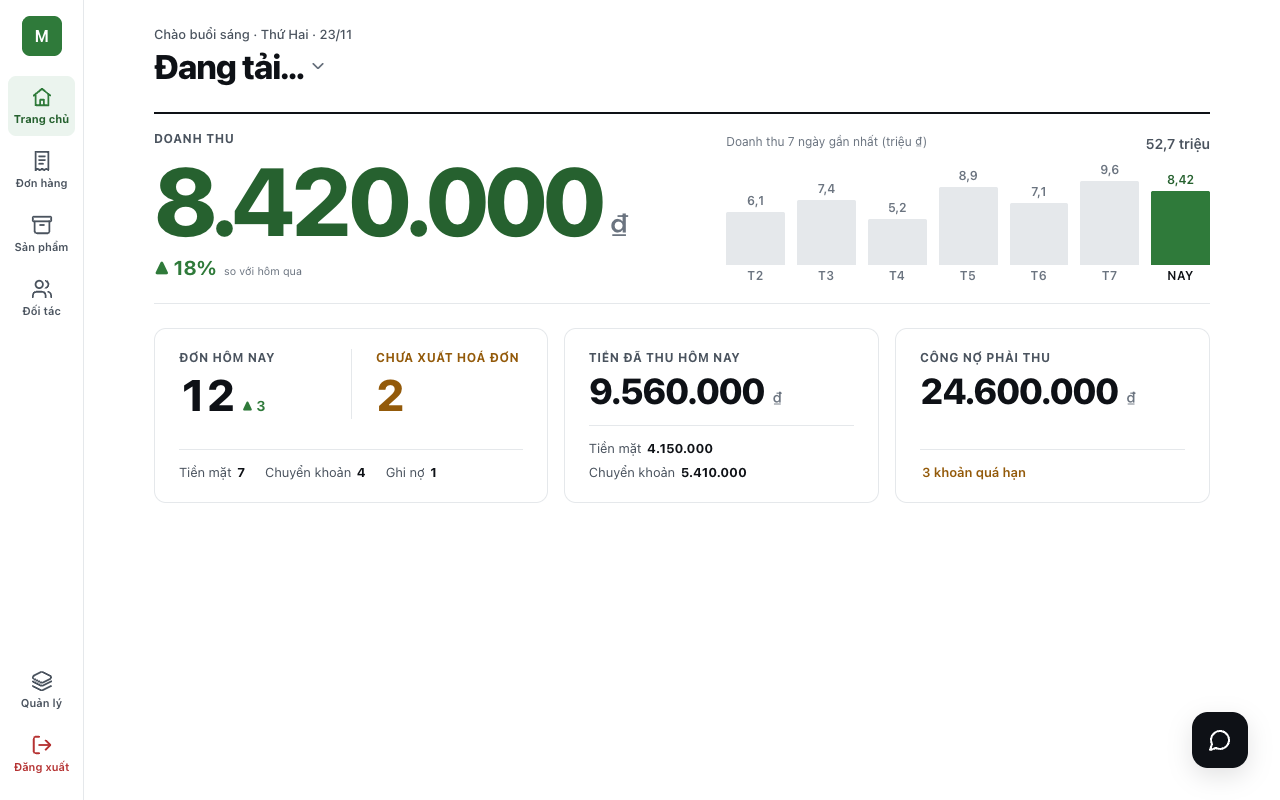 M
Trang chủ
Đơn hàng
Sản phẩm
Đối tác
Quản lý
Đăng xuất
Chào buổi sáng · Thứ Hai · 23/11
Đang tải...
DOANH THU
8.420.000 ₫
▲ 18% so với hôm qua
Doanh thu 7 ngày gần nhất (triệu ₫) 52,7 triệu
6,1 7,4 5,2 8,9 7,1 9,6 8,42
T2 T3 T4 T5 T6 T7 NAY
ĐƠN HÔM NAY
12 ▲ 3
CHƯA XUẤT HOÁ ĐƠN
2
Tiền mặt 7 Chuyển khoản 4 Ghi nợ 1
TIỀN ĐÃ THU HÔM NAY
9.560.000 ₫
Tiền mặt 4.150.000
Chuyển khoản 5.410.000
CÔNG NỢ PHẢI THU
24.600.000 ₫
3 khoản quá hạn